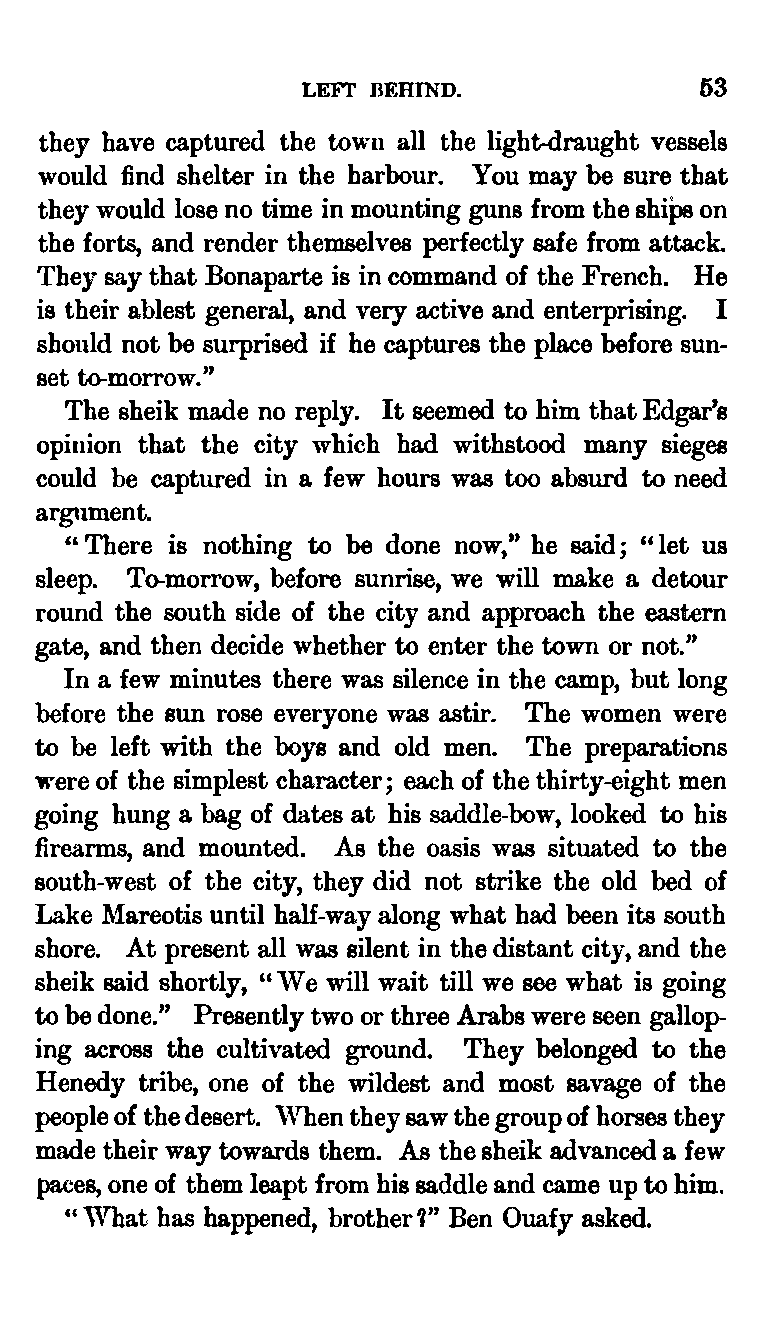 LEFT BEHIND. 53
they have captured the town all the light-draught vessels
would find shelter in the harbour. You may be sure that
they would lose no time in mounting guns from the ships on
the forts, and render themselves perfectly safe from attack.
They say that Bonaparte is in command of the French. He
is their ablest general, and very active and enterprising. I
should not be surprised if he captures the place before sun-
set to-morrow."
The sheik made no reply. It seemed to him that Edgar's
opinion that the city which had withstood many sieges
could be captured in a few hours was too absurd to need
argument.
"There is nothing to be done now," he said; "let us
sleep. To-morrow, before sunrise, we will make a detour
round the south side of the city and approach the eastern
gate, and then decide whether to enter the town or not."
In a few minutes there was silence in the camp, but long
before the sun rose everyone was astir. The women were
to be left with the boys and old men. The preparations
were of the simplest character; each of the thirty-eight men
going hung a bag of dates at his saddle-bow, looked to his
firearms, and mounted. As the oasis was situated to the
south-west of the city, they did not strike the old bed of
Lake Mareotis until half-way along what had been its south
shore. At present all was silent in the distant city, and the
sheik said shortly, "We will wait till we see what is going
to be done." Presently two or three Arabs were seen gallop-
ing across the cultivated ground. They belonged to the
Henedy tribe, one of the wildest and most savage of the
people of the desert. When they saw the group of horses they
made their way towards them. As the sheik advanced a few
paces, one of them leapt from his saddle and came up to him.
"What has happened, brother?" Ben Ouafy asked.